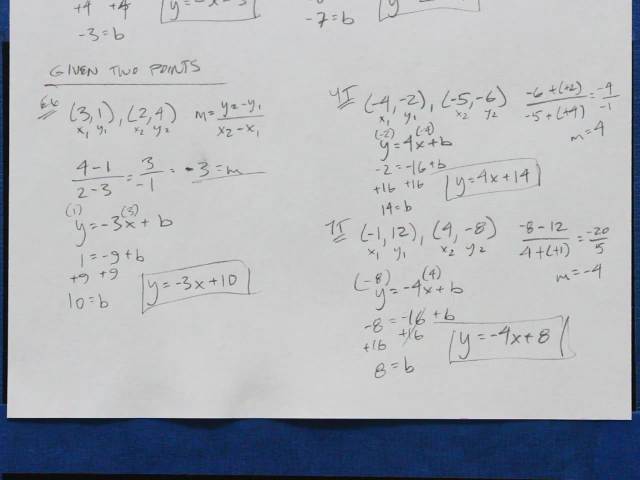 +4 +4
-3=b
-7=b
GIVEN TWO POINTS
EX (3,1), (2,4) m=y₂-y₁/x₂-x₁
x₁ y₁ x₂ y₂
4-1/2-3 = 3/-1 = -3=m
(1) (3)
y=-3x+b
1=-9+b
+9 +9
10=b
y=-3x+10
YT (-4,-2), (-5,-6) -6+(+2)/-5+(+4) = -4/-1
x₁ y₁ x₂ y₂
m=4
(-2) (-4)
y=4x+b
-2=-16+b
+16 +16
14=b
y=4x+14
YT (-1,12), (4,-8) -8-12/4+(+1) = -20/5
x₁ y₁ x₂ y₂
m=-4
(-8) (4)
y=-4x+b
-8=-16+b
+16 +16
8=b
y=-4x+8